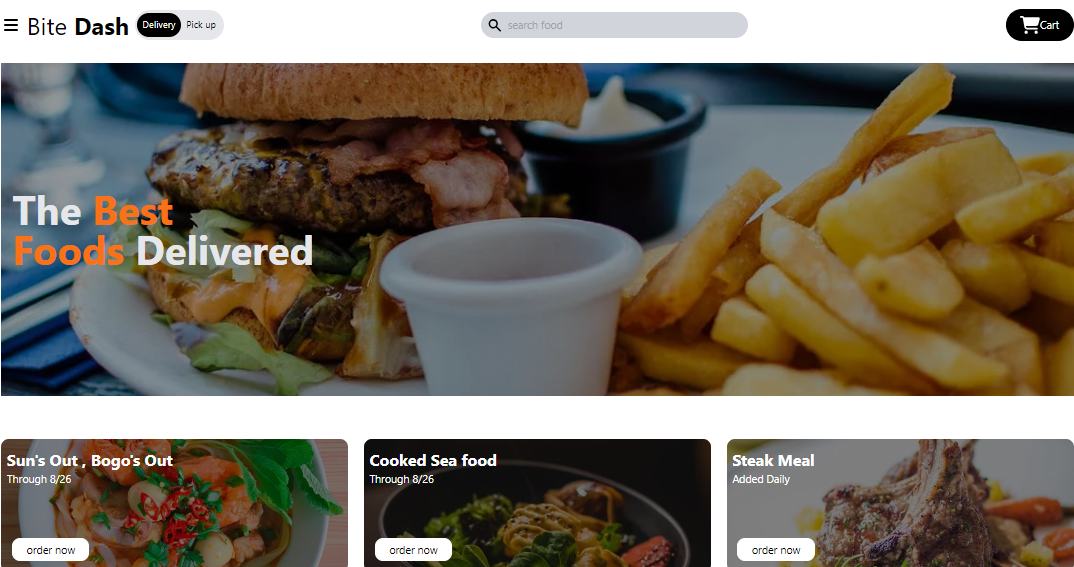 Bite Dash
Delivery Pick up
search food
Cart
The Best
Foods Delivered
Sun's Out , Bogo's Out
Through 8/26
order now
Cooked Sea food
Through 8/26
order now
Steak Meal
Added Daily
order now